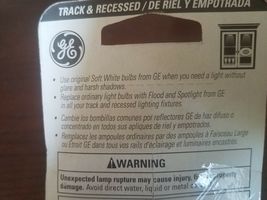 TRACK & RECESSED / DE RIEL Y EMPOTRADA
GE
• Use original Soft White bulbs from GE when you need a light without
glare and harsh shadows.
• Replace ordinary light bulbs with Flood and Spotlight from GE
in all your track and recessed lighting fixtures.
• Cambie los bombillas comunes por reflectores GE de haz difuso o
concentrado en todos sus apliques de riel y empotrados.
• Remplacez les ampoules ordinaires par des ampoules à Faisceau Large
ou Étroit GE dans tous vos rails d'éclairage et luminaires encastrés.
WARNING
Unexpected lamp rupture may cause injury, fire, or property
damage. Avoid direct water, liquid or metal